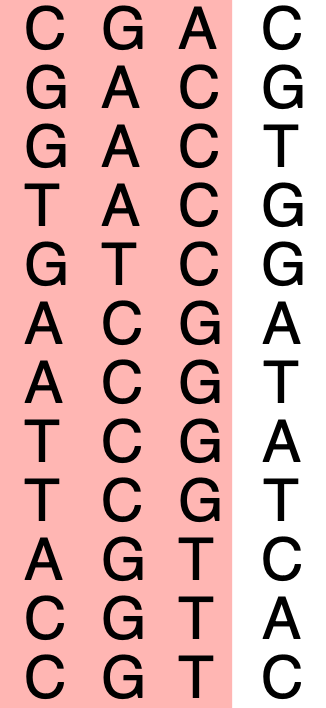 C G A C
G A C G
G A C T
T A C G
G T C G
A C G A
A C G T
T C G A
T C G T
A G T C
C G T A
C G T C